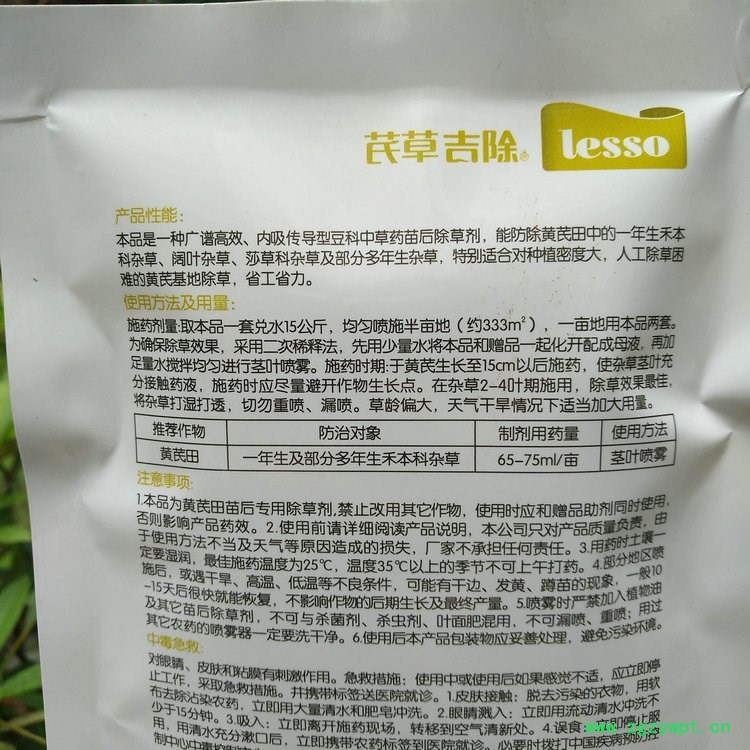 芪草吉除 lesso
产品性能:
本品是一种广谱高效、内吸传导型豆科中草药苗后除草剂，能防除黄芪田中的一年生禾本
科杂草、阔叶杂草、莎草科杂草及部分多年生杂草，特别适合对种植密度大，人工除草困
难的黄芪基地除草，省工省力。
使用方法及用量:
施药剂量:取本品一套兑水15公斤，均匀喷施半亩地（约333m²），一亩地用本品两套。
为确保除草效果，采用二次稀释法，先用少量水将本品和赠品一起化开配成母液，再加
足量水搅拌均匀进行茎叶喷雾。施药时期:于黄芪生长至15cm以后施药，使杂草茎叶充
分接触药液，施药时应尽量避开作物生长点。在杂草2-4叶期施用，除草效果最佳，
将杂草打湿打透，切勿重喷、漏喷。草龄偏大，天气干旱情况下适当加大用量。
推荐作物 防治对象 制剂用药量 使用方法
黄芪田 一年生及部分多年生禾本科杂草 65-75ml/亩 茎叶喷雾
注意事项:
1.本品为黄芪田苗后专用除草剂,禁止改用其它作物，使用时应和赠品助剂同时使用，
否则影响产品药效。2.使用前请详细阅读产品说明，本公司只对产品质量负责，由
于使用方法不当及天气等原因造成的损失，厂家不承担任何责任。3.用药时土壤一
定要湿润，最佳施药温度为25℃，温度35℃以上的季节不可上午打药。4.部分地区喷
施后，或遇干旱、高温、低温等不良条件，可能有干边、发黄、蹲苗的现象，一般10
-15天后很快就能恢复，不影响作物的后期生长及最终产量。5.喷雾时严禁加入植物油
及其它苗后除草剂，不可与杀菌剂、杀虫剂、叶面肥混用，不可漏喷、重喷；用过
其它农药的喷雾器一定要洗干净。6.使用后本产品包装物应妥善处理，避免污染环境。
中毒急救:
对眼睛、皮肤和粘膜有刺激作用。急救措施：使用中或使用后如果感觉不适，应立即停
止工作，采取急救措施。并携带标签送医院就诊。1.皮肤接触：脱去污染的衣物，用软
布去除沾染农药，立即用大量清水和肥皂冲洗。2.眼睛溅入：立即用流动清水冲洗不
少于15分钟。3.吸入：立即离开施药现场，转移到空气清新处。4.误食：立即停止服
用，用清水充分漱口后，立即携带农药标签到医院就诊。必要时拨打中国疾病预防控
制中心中毒控制
www.zgzympt.cn